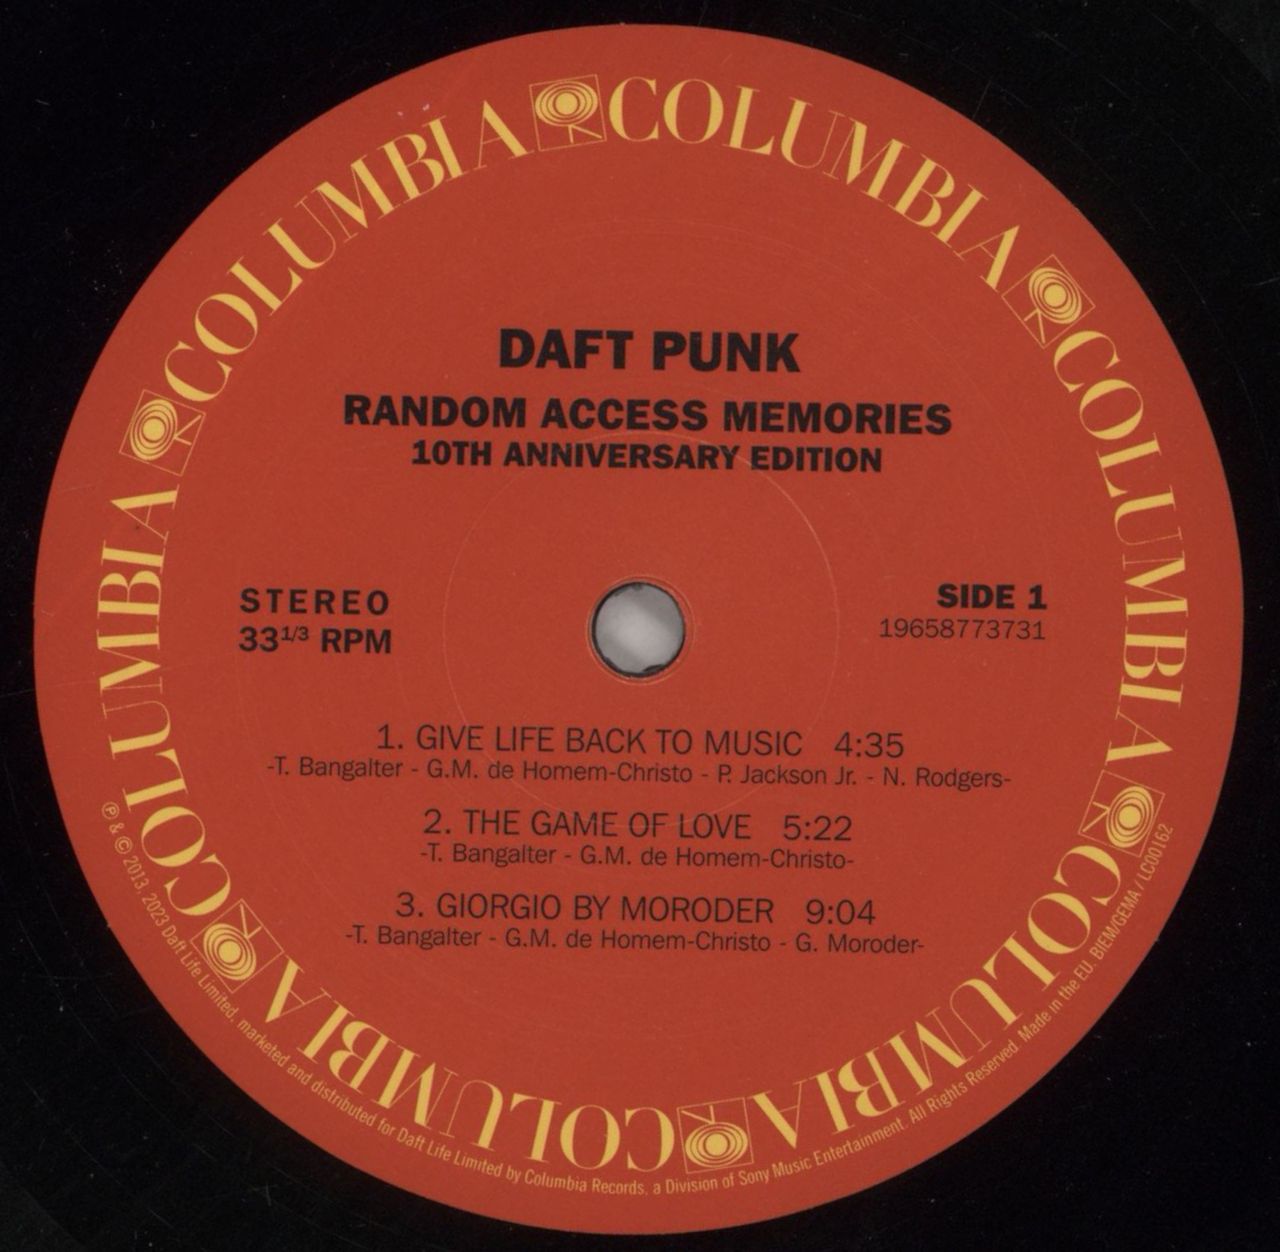 COLUMBIA COLUMBIA COLUMBIA COLUMBIA COLUMBIA COLUMBIA
DAFT PUNK
RANDOM ACCESS MEMORIES
10TH ANNIVERSARY EDITION
STEREO
33 1/3 RPM
SIDE 1
19658773731
1. GIVE LIFE BACK TO MUSIC 4:35
-T. Bangalter - G.M. de Homem-Christo - P. Jackson Jr. - N. Rodgers-
2. THE GAME OF LOVE 5:22
-T. Bangalter - G.M. de Homem-Christo-
3. GIORGIO BY MORODER 9:04
-T. Bangalter - G.M. de Homem-Christo - G. Moroder-
℗ & © 2013, 2023 Daft Life Limited, marketed and distributed for Daft Life Limited by Columbia Records, a Division of Sony Music Entertainment. All Rights Reserved. Made in the EU. BIEM/GEMA / LC00162